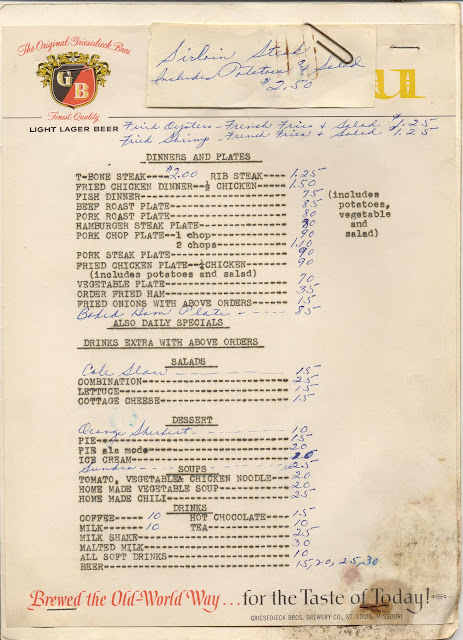 The Original Griesedieck Bros.
GB
Finest Quality
LIGHT LAGER BEER
Sirloin Steak
Includes Potatoes & Salad
$2.50
u
Fried Oysters - French Fries & Salad $1.25
Fried Shrimp - French Fries & Salad 1.25
DINNERS AND PLATES
T-BONE STEAK $2.00 RIB STEAK---- 1.25
FRIED CHICKEN DINNER--½ CHICKEN---- 1.50
FISH DINNER---- 75 (includes potatoes, vegetable and salad)
BEEF ROAST PLATE---- 85
PORK ROAST PLATE---- 80
HAMBURGER STEAK PLATE---- 80
PORK CHOP PLATE--1 chop---- 90
2 chops---- 1.10
PORK STEAK PLATE---- 90
FRIED CHICKEN PLATE--¼CHICKEN---- 90
(includes potatoes and salad)
VEGETABLE PLATE---- 70
ORDER FRIED HAM---- 35
FRIED ONIONS WITH ABOVE ORDERS---- 15
Baked Ham Plate ---- 85
ALSO DAILY SPECIALS
DRINKS EXTRA WITH ABOVE ORDERS
SALADS
Cole Slaw ---- 15
COMBINATION---- 25
LETTUCE---- 15
COTTAGE CHEESE---- 15
DESSERT
Orange Sherbert ---- 10
PIE---- 15
PIE ala mode---- 20
ICE CREAM---- 20
Sundaes ---- 25
SOUPS
TOMATO, VEGETABLE& CHICKEN NOODLE---- 20
HOME MADE VEGETABLE SOUP---- 20
HOME MADE CHILI---- 25
DRINKS
COFFEE---- 10 HOT CHOCOLATE---- 15
MILK---- 10 TEA---- 10
MILK SHAKE---- 25
MALTED MILK---- 30
ALL SOFT DRINKS---- 10
BEER---- 15, 20, 25, 30
Brewed the Old-World Way...for the Taste of Today!
GRIESEDIECK BROS. BREWERY CO., ST. LOUIS, MISSOURI